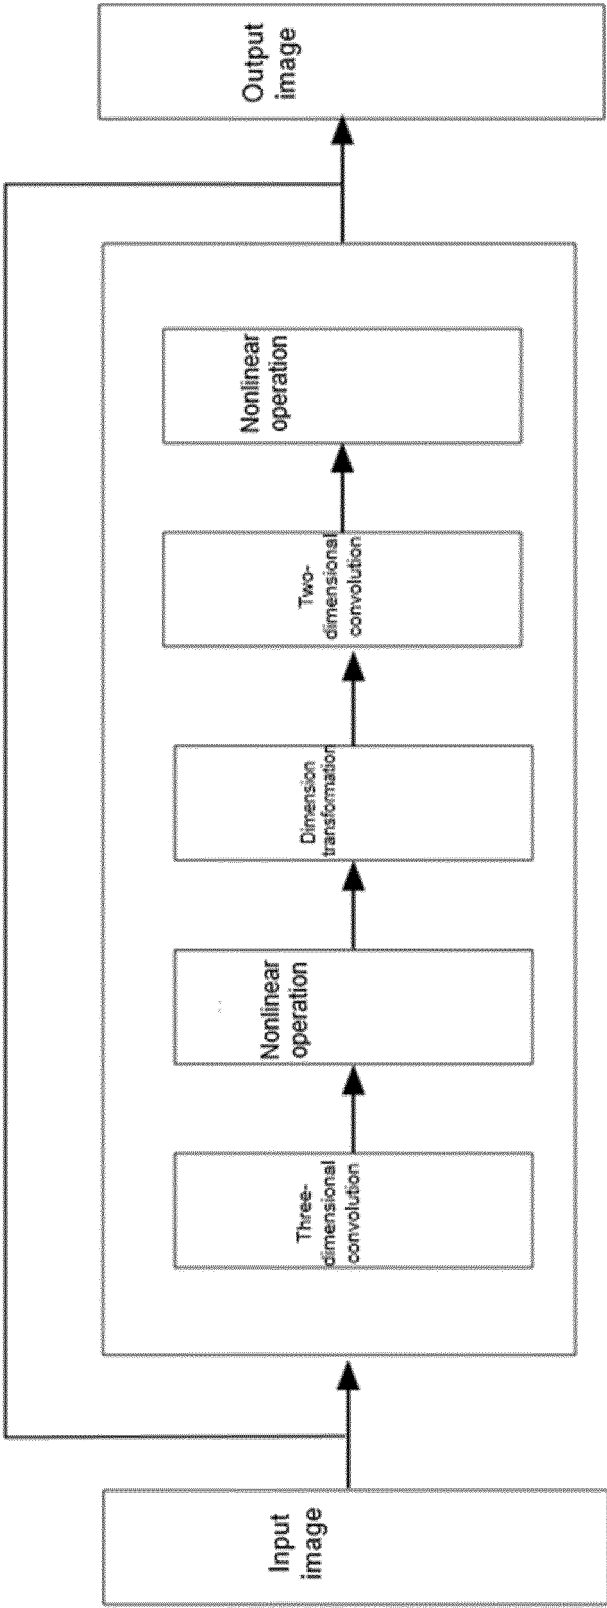 Input
image
Three-
dimensional
convolution
Nonlinear
operation
Dimension
transformation
Two-
dimensional
convolution
Nonlinear
operation
Output
image